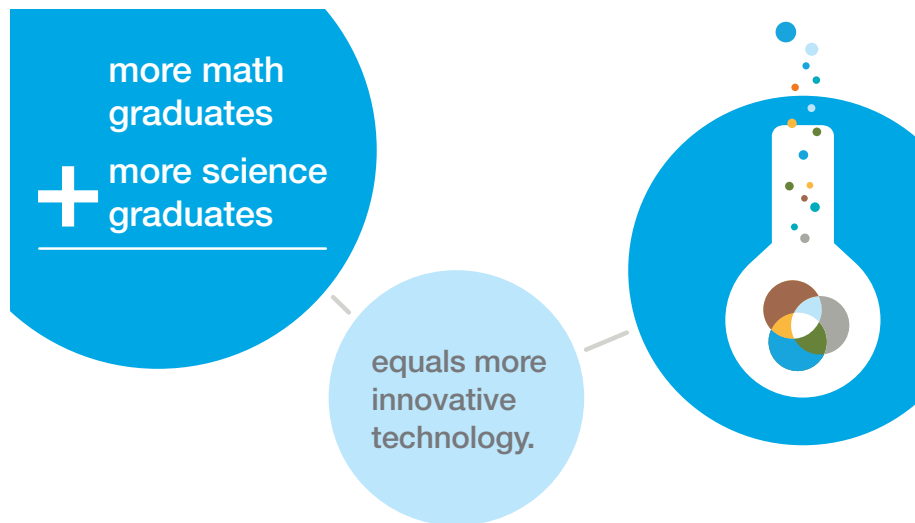 more math
graduates
+ more science
graduates
equals more
innovative
technology.